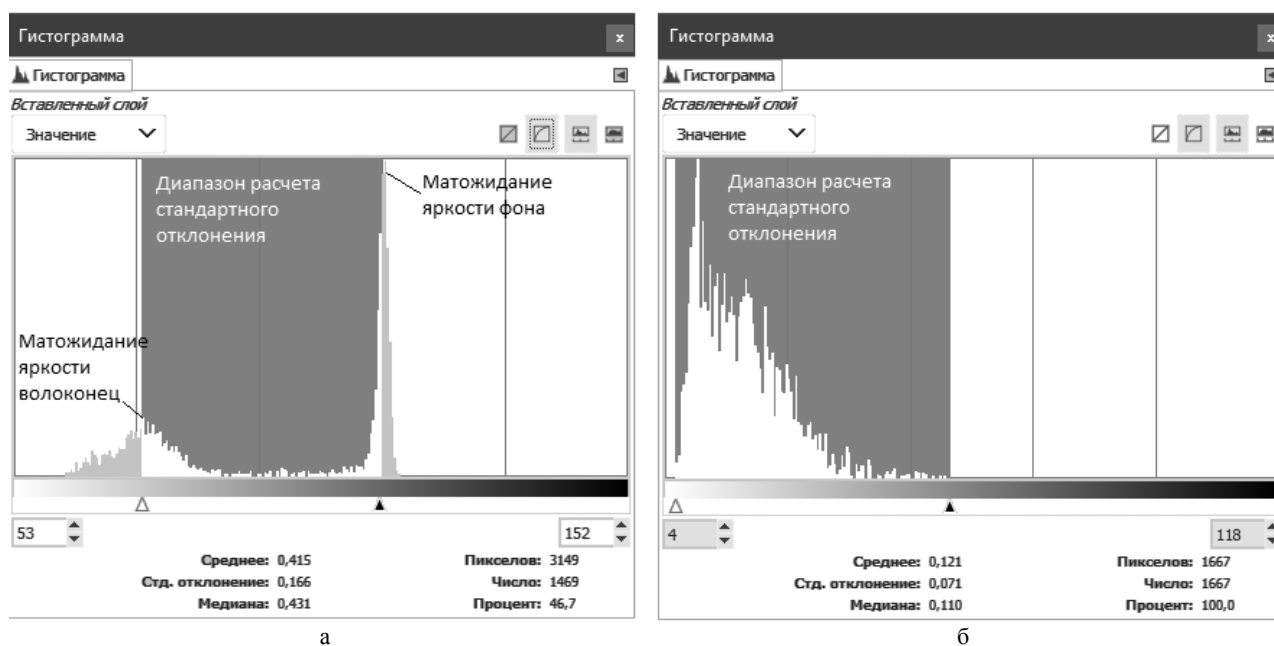 Гистограмма
x
Гистограмма
Вставленный слой
Значение
Диапазон расчета
стандартного
отклонения
Матожидание
яркости фона
Матожидание
яркости
волоконец
53
152
Среднее: 0,415
Пикселов: 3149
Стд. отклонение: 0,166
Число: 1469
Медиана: 0,431
Процент: 46,7
а
Гистограмма
x
Гистограмма
Вставленный слой
Значение
Диапазон расчета
стандартного
отклонения
4
118
Среднее: 0,121
Пикселов: 1667
Стд. отклонение: 0,071
Число: 1667
Медиана: 0,110
Процент: 100,0
б